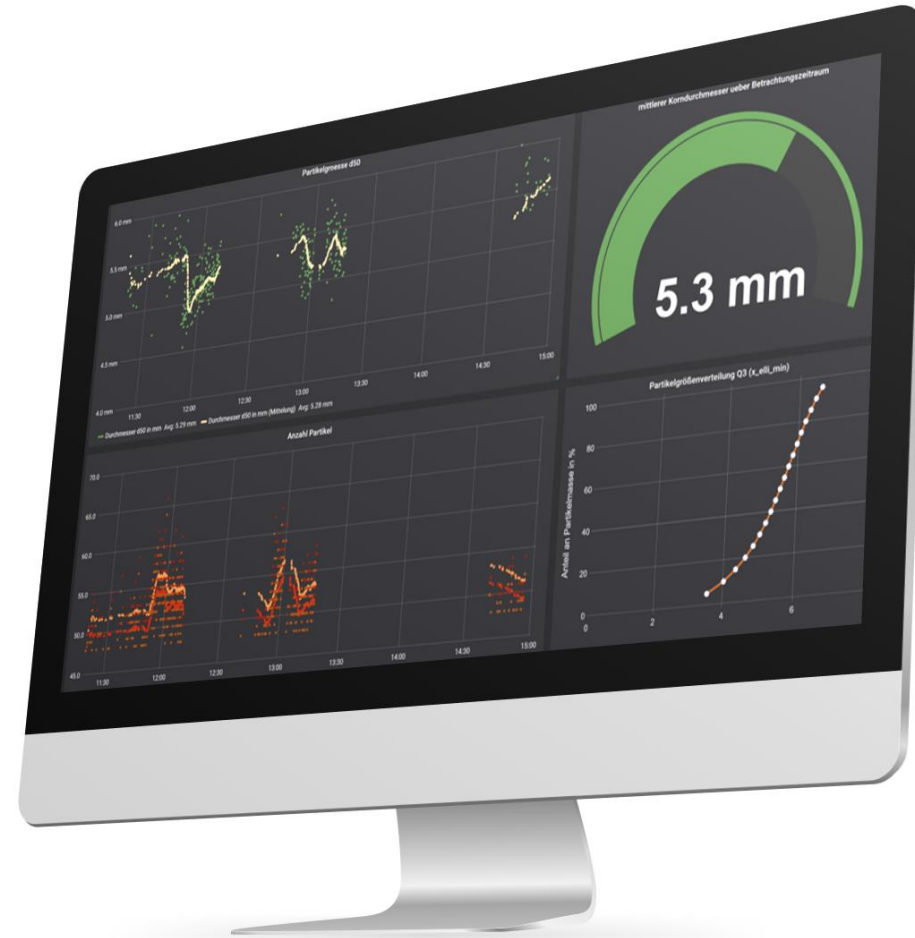 Partikelgroesse d50
6.0 mm
5.5 mm
5.0 mm
4.5 mm
4.0 mm
11:30 12:00 12:30 13:00 13:30 14:00 14:30 15:00
Durchmesser d50 in mm Avg: 5.29 mm Durchmesser d50 in mm (Mittelung) Avg: 5.28 mm
mittlerer Korndurchmesser ueber Betrachtungszeitraum
5.3 mm
Anzahl Partikel
70.0
65.0
60.0
55.0
50.0
45.0
11:30 12:00 12:30 13:00 13:30 14:00 14:30 15:00
Partikelgrößenverteilung Q3 (x_elli_min)
Anteil an Partikelmasse in %
100
80
60
40
20
0
0 2 4 6